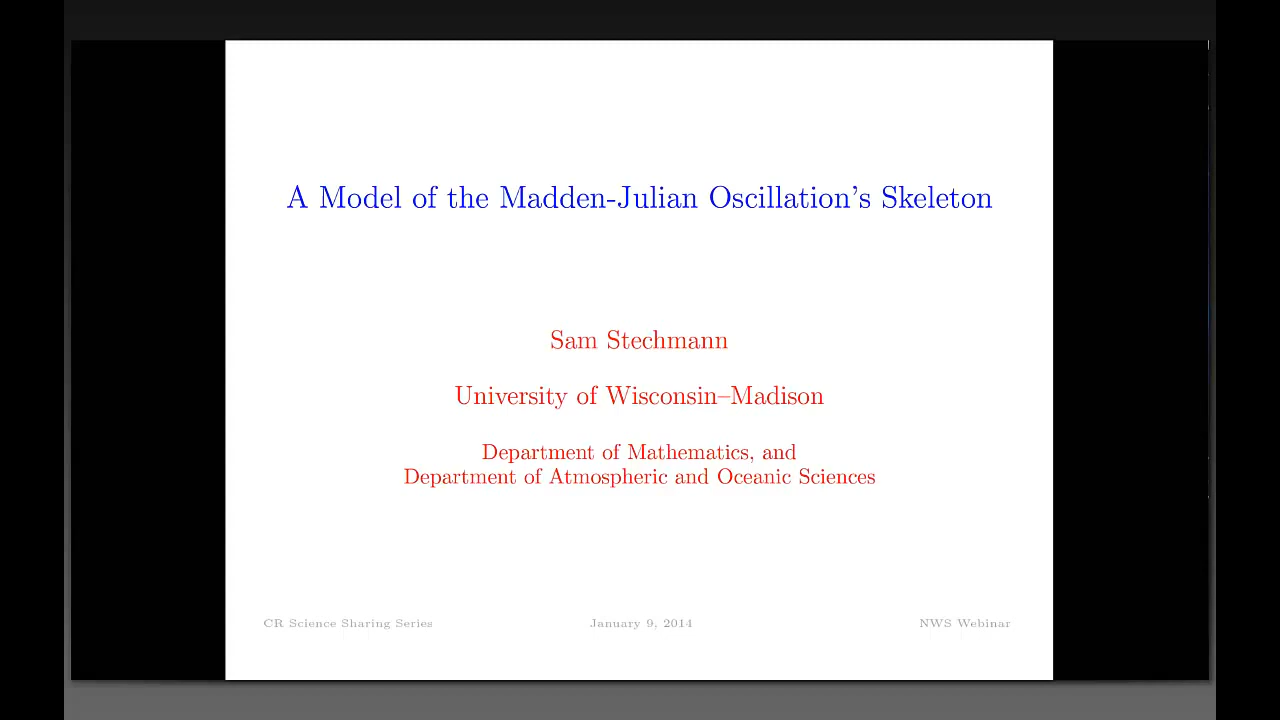 A Model of the Madden-Julian Oscillation's Skeleton
Sam Stechmann
University of Wisconsin–Madison
Department of Mathematics, and
Department of Atmospheric and Oceanic Sciences
CR Science Sharing Series
January 9, 2014
NWS Webinar